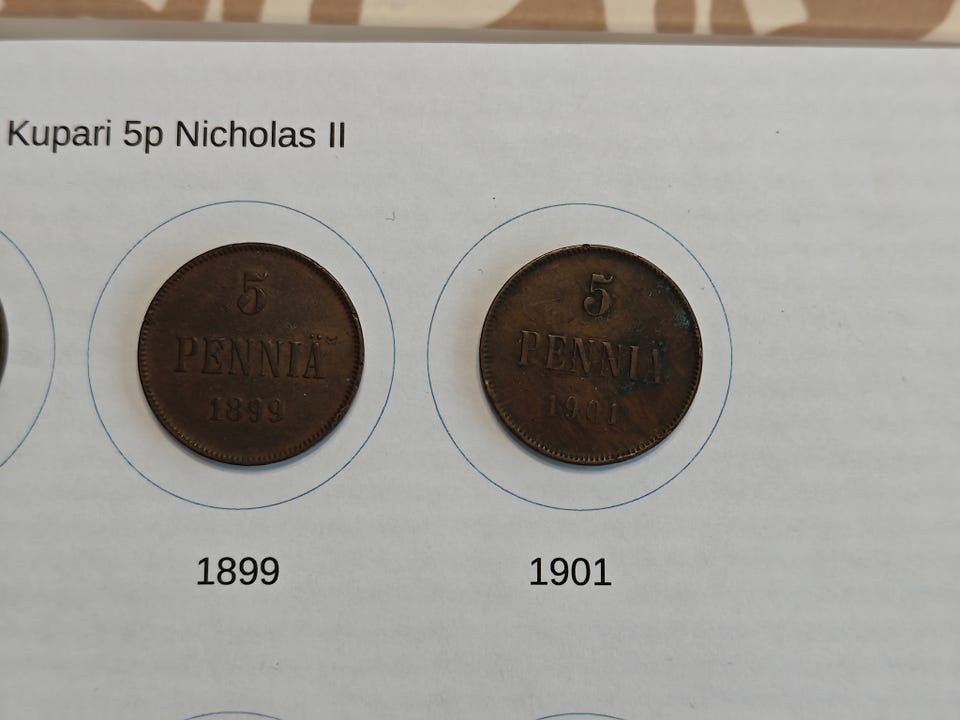 Kupari 5p Nicholas II
5
PENNIÄ
1899
5
PENNIÄ
1901
1899
1901